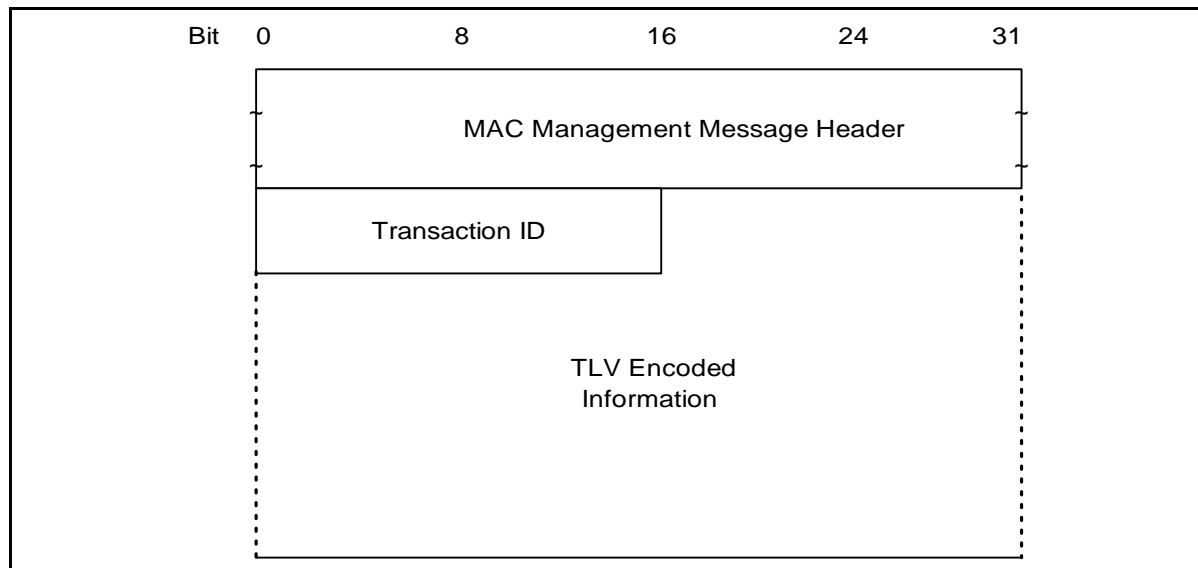 Bit 0 8 16 24 31
MAC Management Message Header
Transaction ID
TLV Encoded
Information